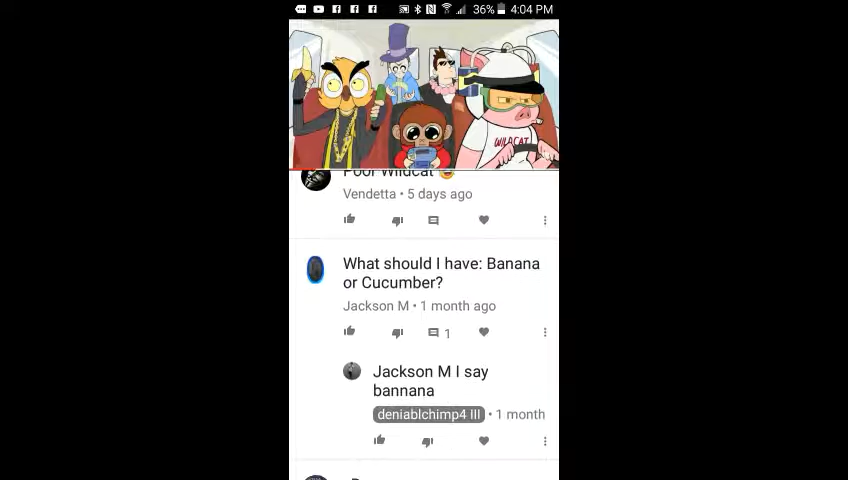 36% 4:04 PM
WILDCAT
Poor Wildcat
Vendetta • 5 days ago
What should I have: Banana
or Cucumber?
Jackson M • 1 month ago
1
Jackson M I say
bannana
deniablchimp4 III • 1 month